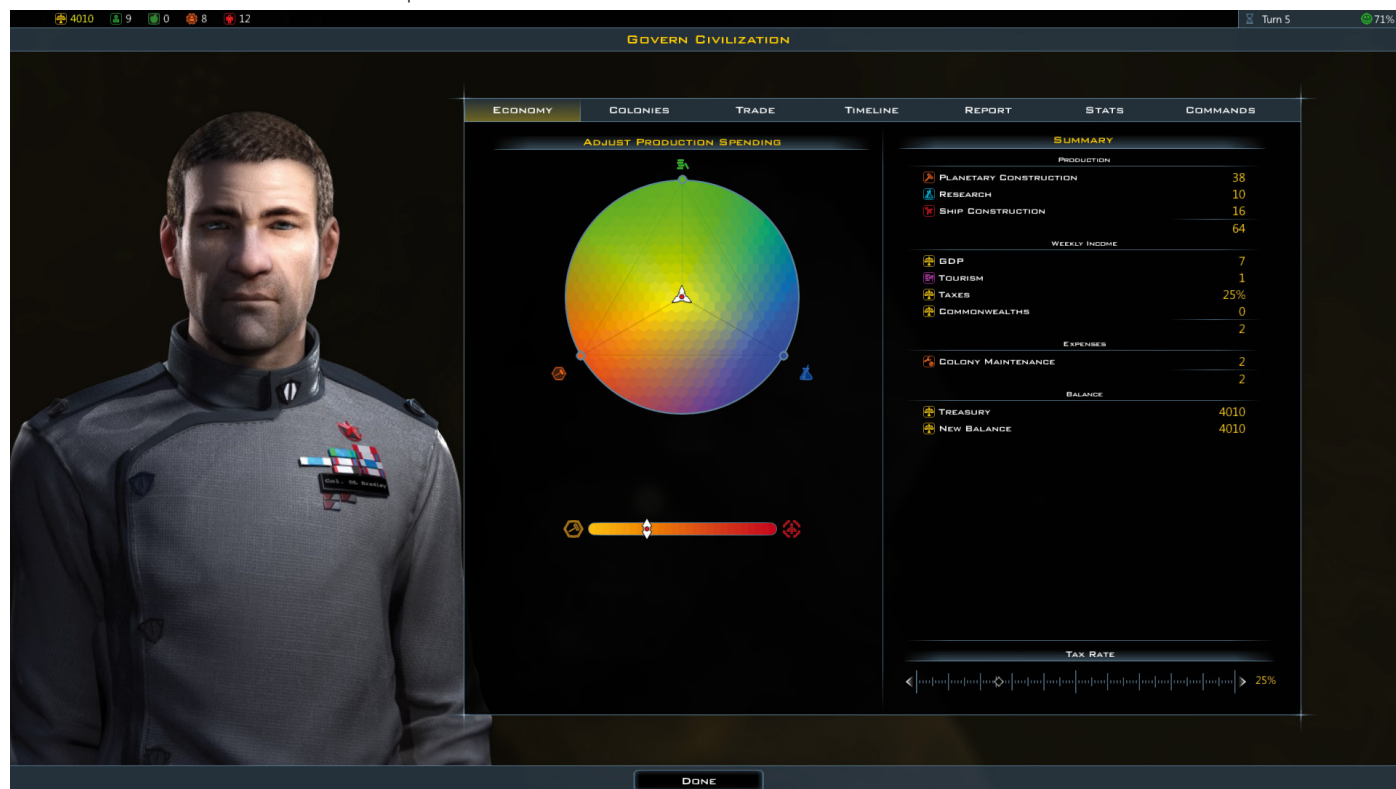 4010 9 0 8 12 Turn 5 71%
Govern Civilization
Economy Colonies Trade Timeline Report Stats Commands
Adjust Production Spending
Summary
Production
Planetary Construction 38
Research 10
Ship Construction 16
64
Weekly Income
GDP 7
Tourism 1
Taxes 25%
Commonwealths 0
2
Expenses
Colony Maintenance 2
2
Balance
Treasury 4010
New Balance 4010
Col. M. Bradley
Tax Rate
25%
Done